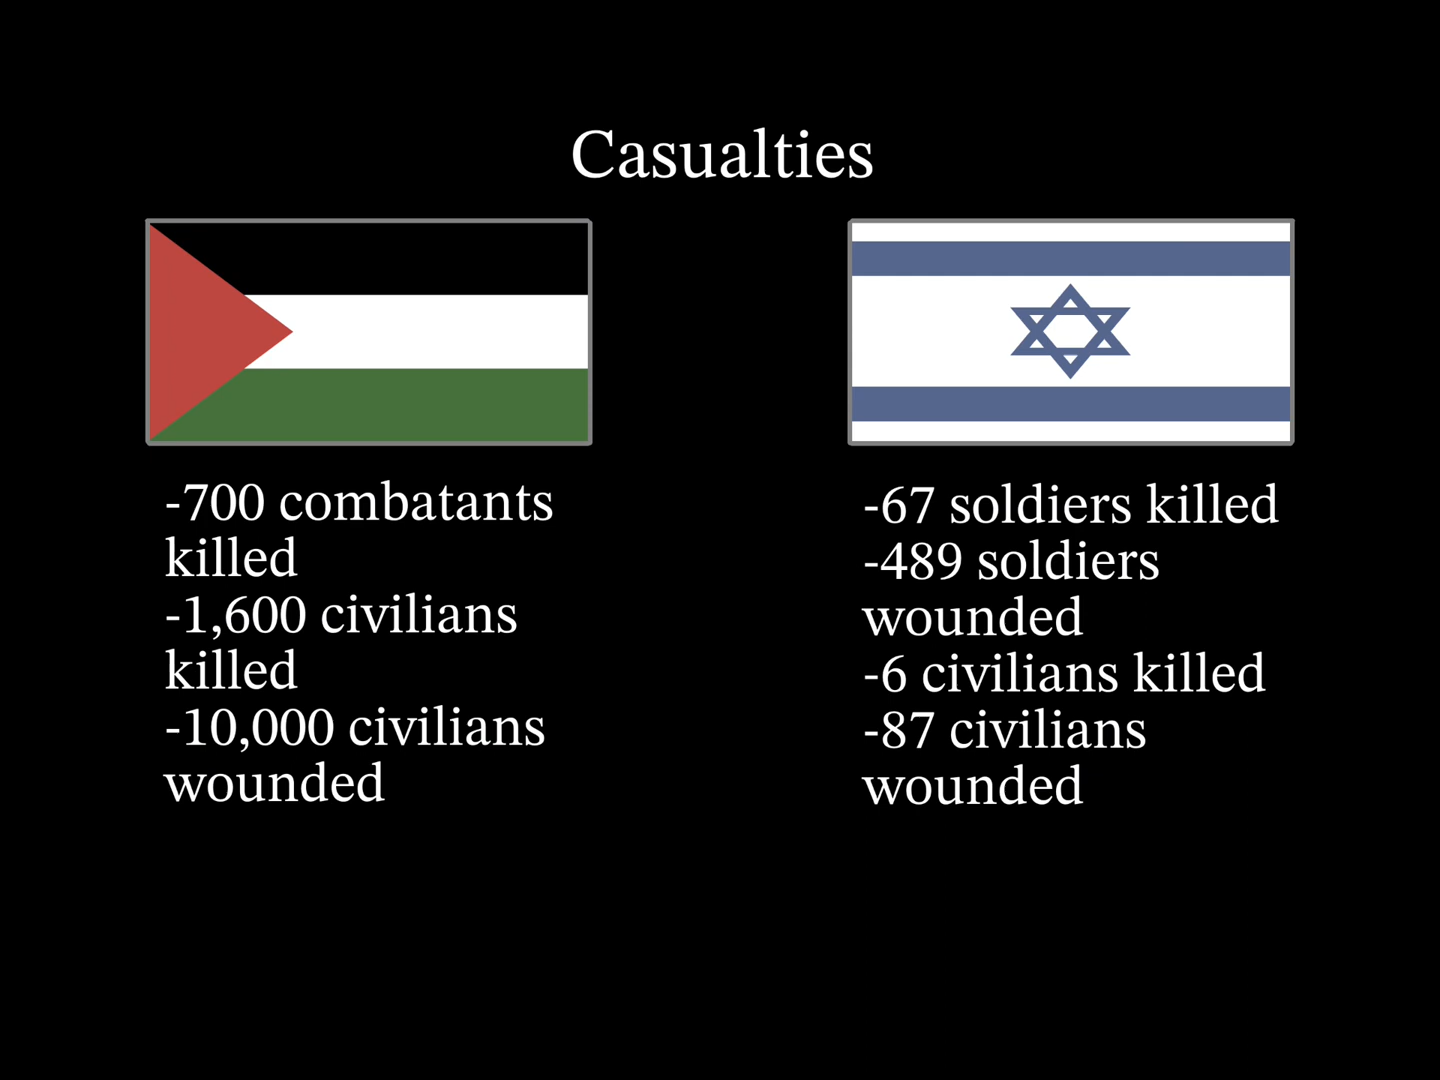 Casualties
-700 combatants
killed
-1,600 civilians
killed
-10,000 civilians
wounded
-67 soldiers killed
-489 soldiers
wounded
-6 civilians killed
-87 civilians
wounded